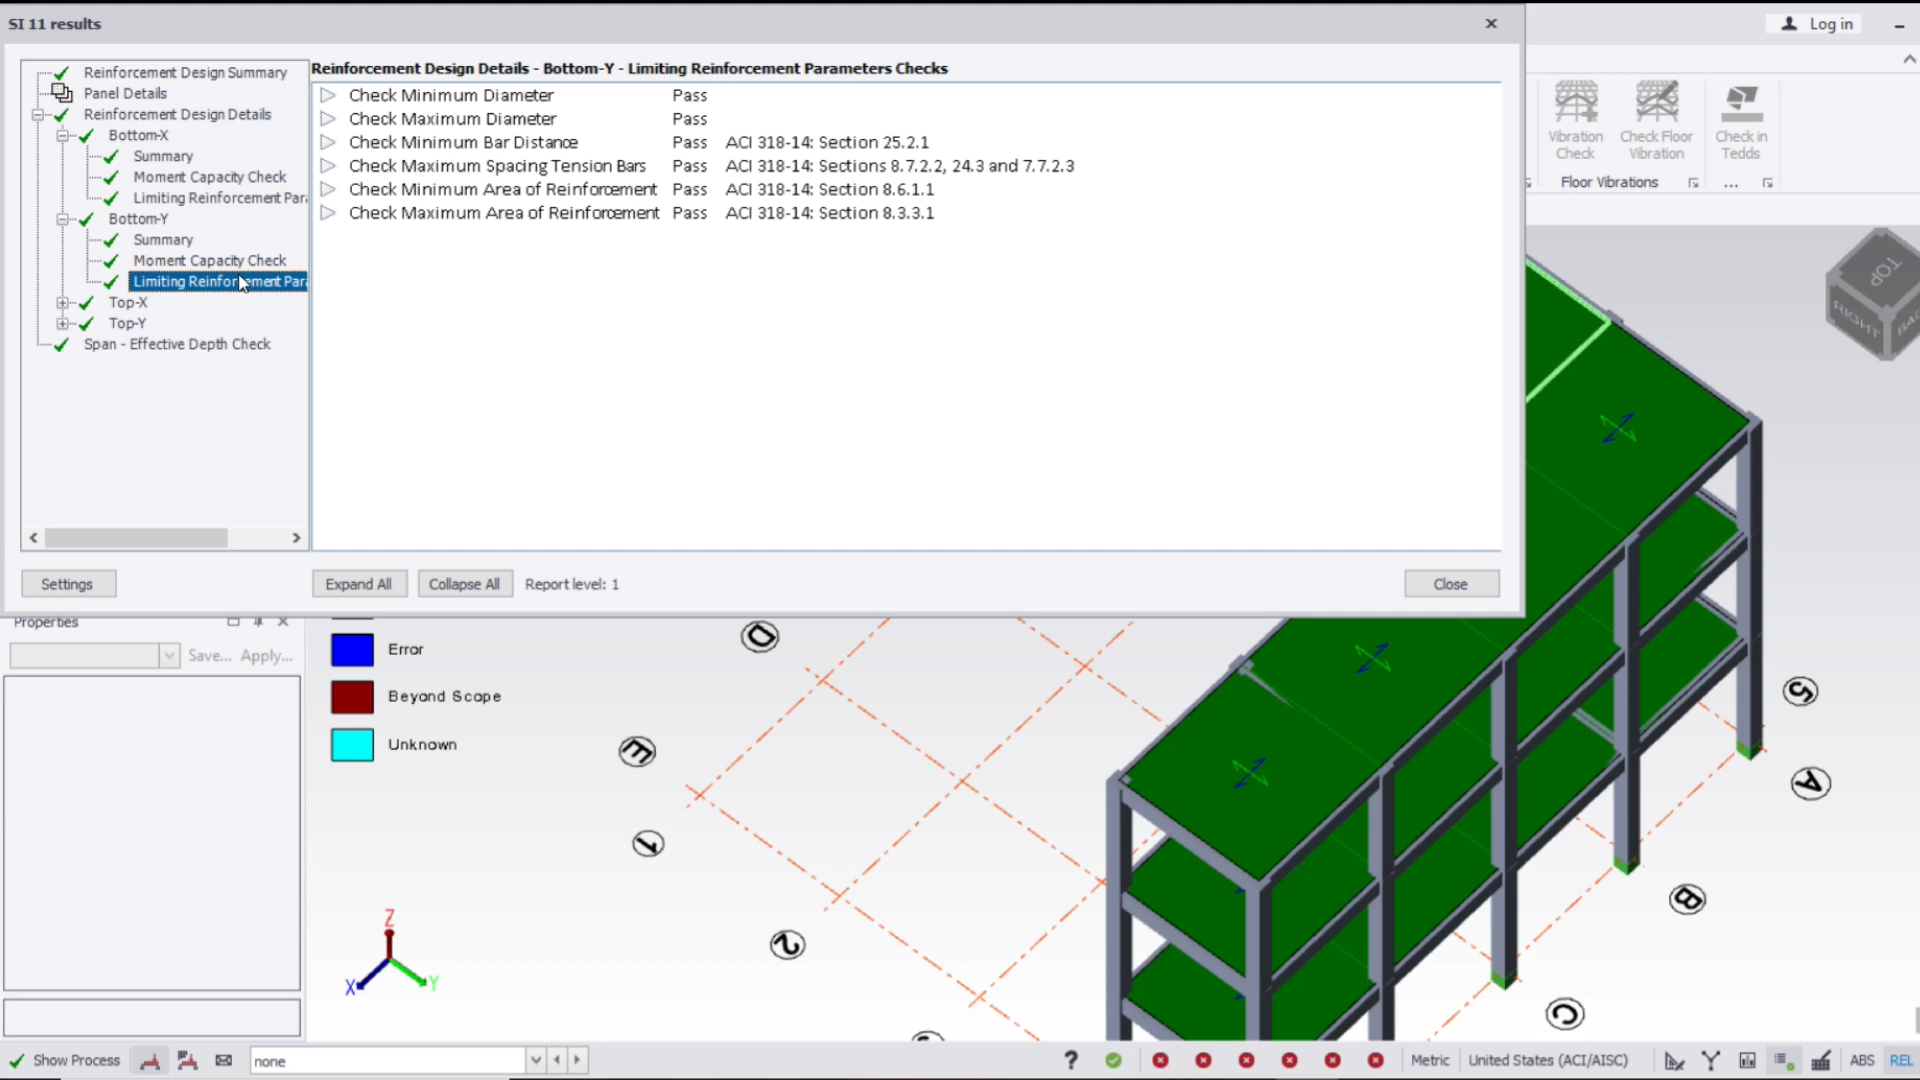 SI 11 results
Log in
Reinforcement Design Summary
Panel Details
Reinforcement Design Details
Bottom-X
Summary
Moment Capacity Check
Limiting Reinforcement Par
Bottom-Y
Summary
Moment Capacity Check
Limiting Reinforcement Par
Top-X
Top-Y
Span - Effective Depth Check
Reinforcement Design Details - Bottom-Y - Limiting Reinforcement Parameters Checks
Check Minimum Diameter Pass
Check Maximum Diameter Pass
Check Minimum Bar Distance Pass ACI 318-14: Section 25.2.1
Check Maximum Spacing Tension Bars Pass ACI 318-14: Sections 8.7.2.2, 24.3 and 7.7.2.3
Check Minimum Area of Reinforcement Pass ACI 318-14: Section 8.6.1.1
Check Maximum Area of Reinforcement Pass ACI 318-14: Section 8.3.3.1
Vibration Check
Check Floor Vibration
Check in Tedds
Floor Vibrations
...
TOP
RIGHT
BAC
Settings
Expand All
Collapse All
Report level: 1
Close
Properties
Save... Apply...
Error
Beyond Scope
Unknown
D
E
1
2
5
A
B
C
Z
X
Y
Show Process
none
?
Metric
United States (ACI/AISC)
ABS
REL